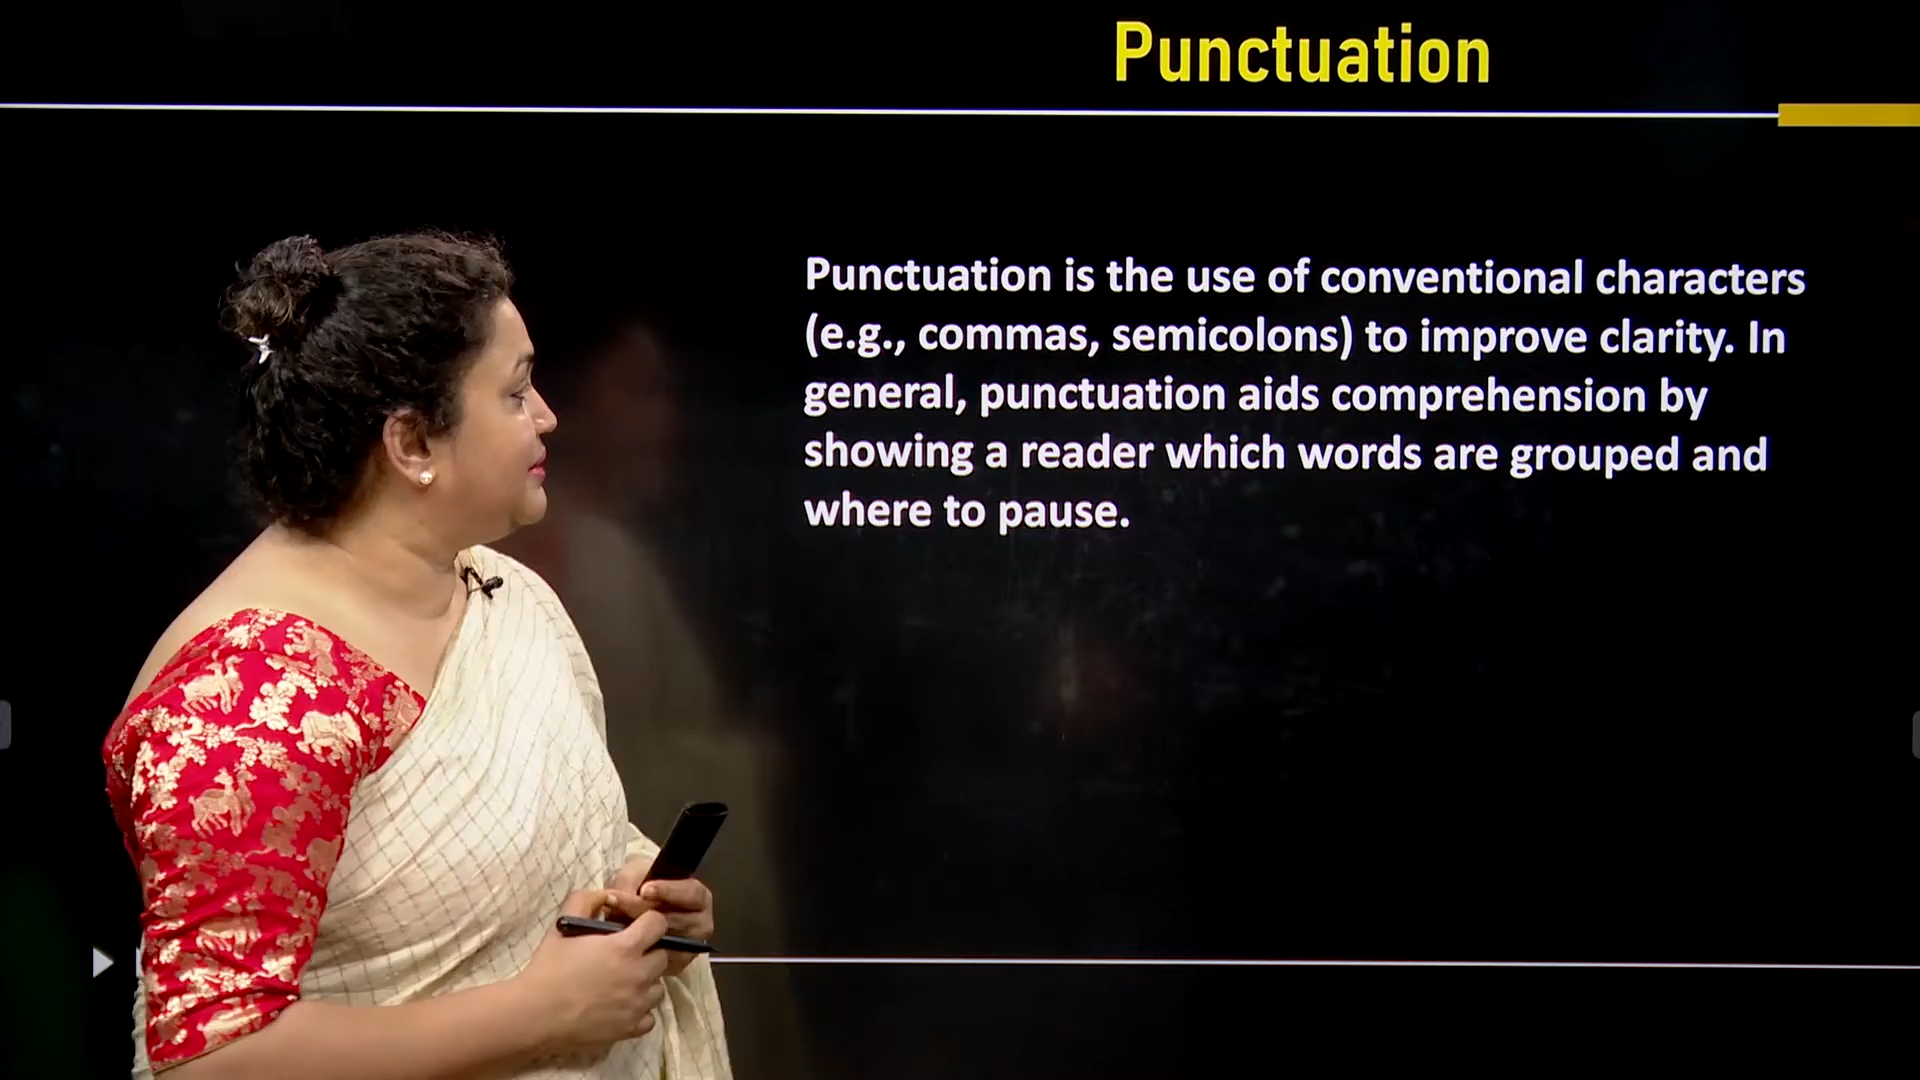 Punctuation
Punctuation is the use of conventional characters
(e.g., commas, semicolons) to improve clarity. In
general, punctuation aids comprehension by
showing a reader which words are grouped and
where to pause.